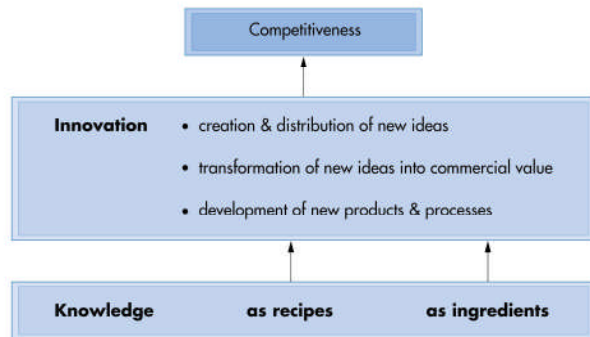 Competitiveness
Innovation • creation & distribution of new ideas
• transformation of new ideas into commercial value
• development of new products & processes
Knowledge as recipes as ingredients